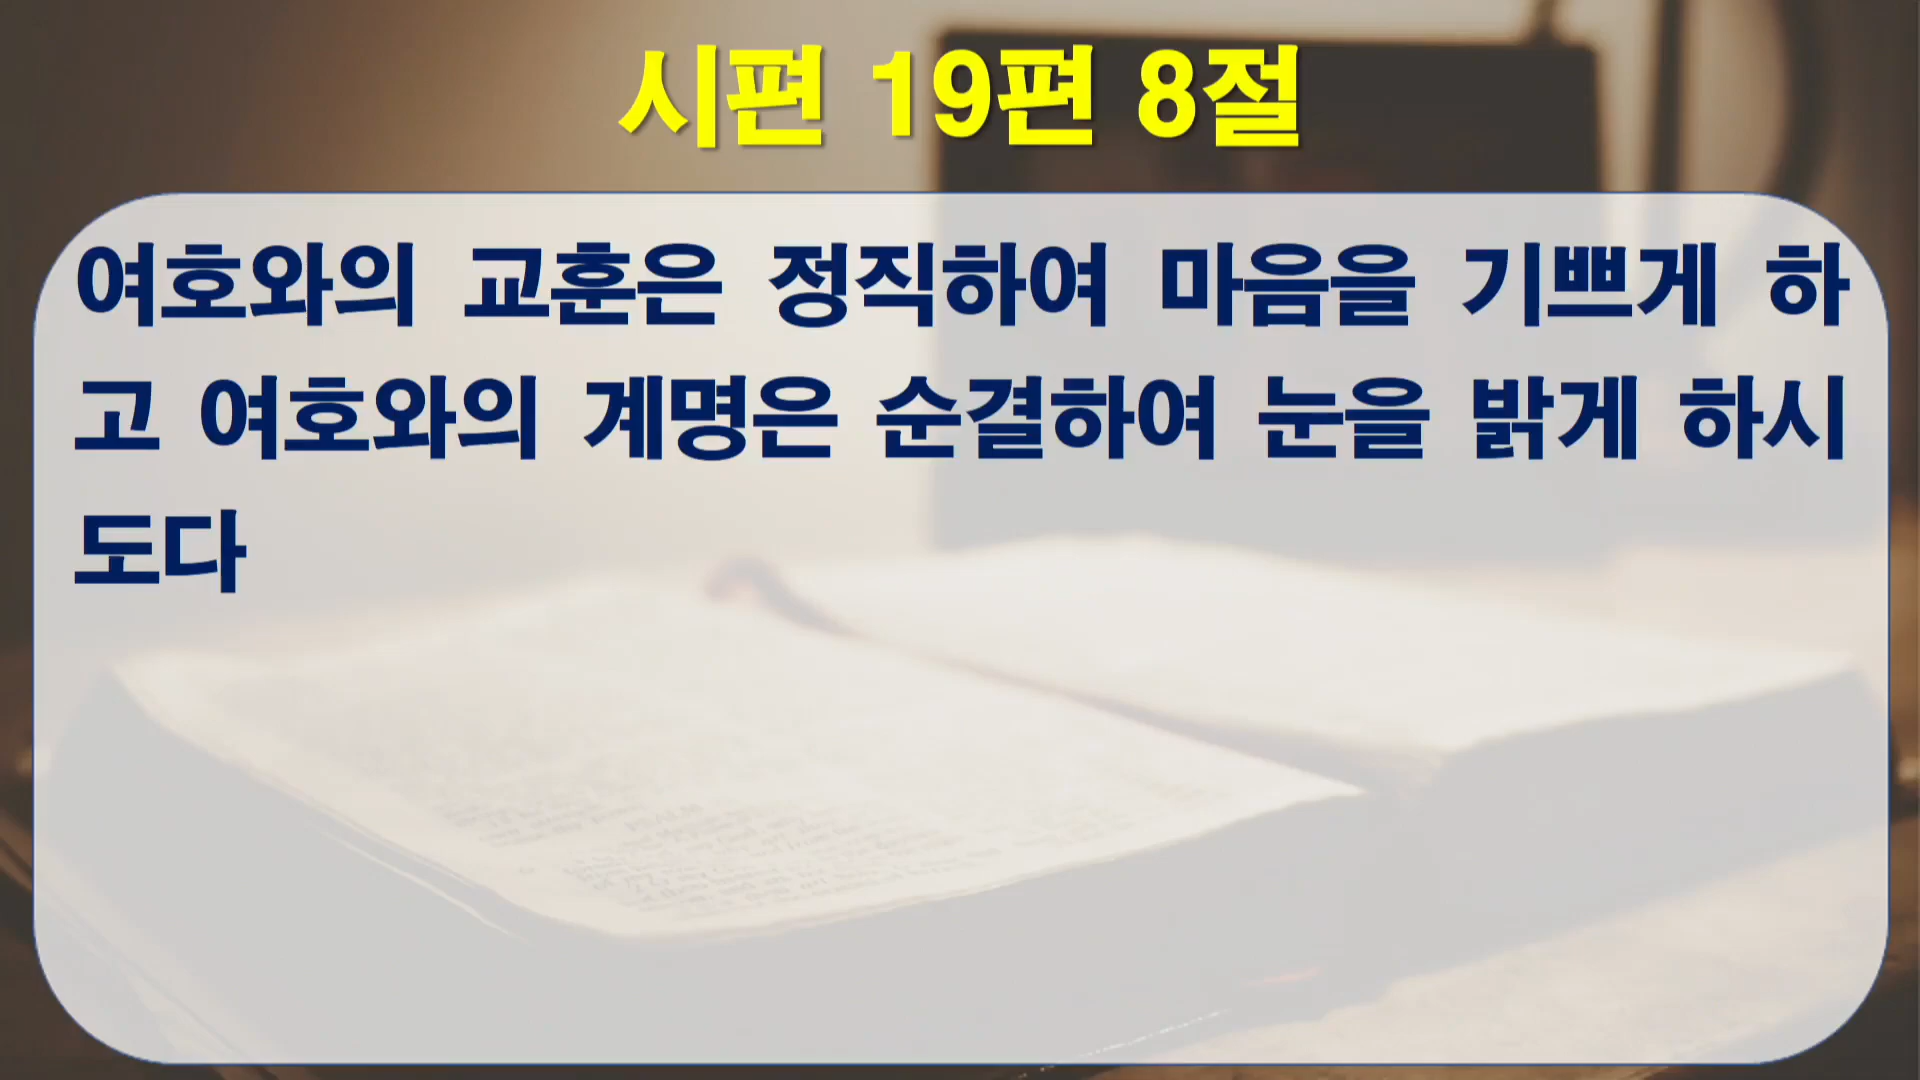 시편 19편 8절
여호와의 교훈은 정직하여 마음을 기쁘게 하
고 여호와의 계명은 순결하여 눈을 밝게 하시
도다